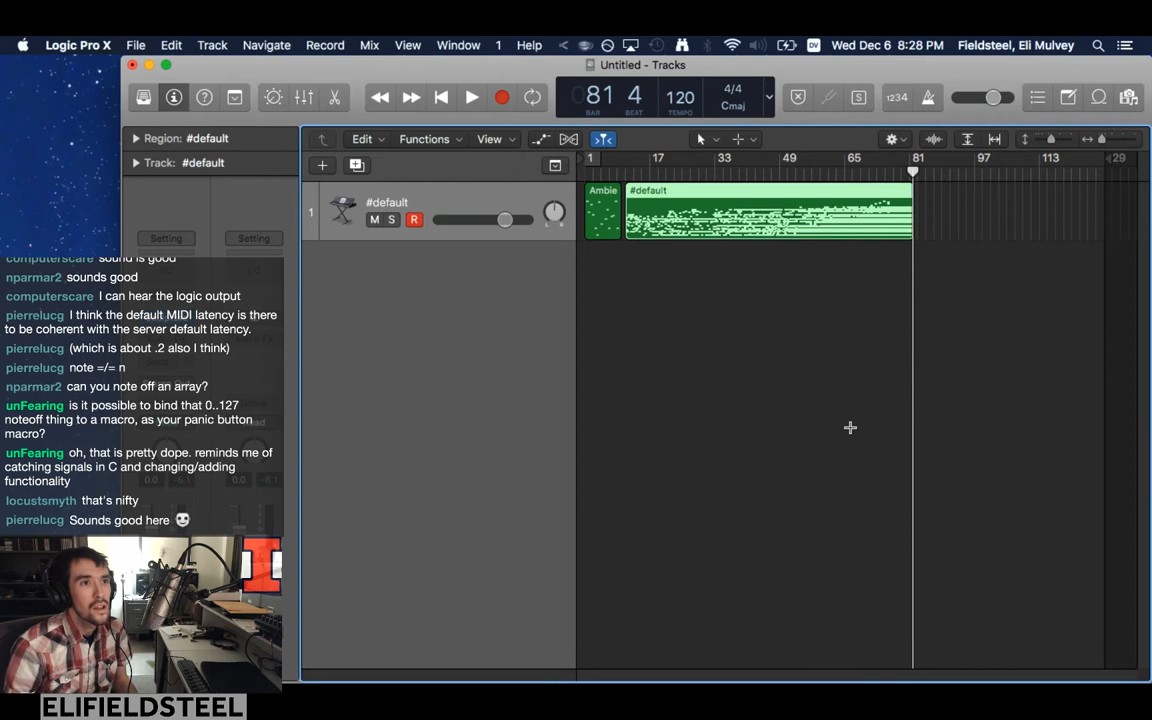 Logic Pro X File Edit Track Navigate Record Mix View Window 1 Help DV Wed Dec 6 8:28 PM Fieldsteel, Eli Mulvey
Untitled - Tracks
81 4 120 4/4 1234
BAR BEAT TEMPO Cmaj
Region: #default Edit Functions View
Track: #default 1 17 33 49 65 81 97 113 29
1 #default M S R
Ambie #default
Setting Setting
computerscare sound is good
nparmar2 sounds good
computerscare I can hear the logic output
pierrelucg I think the default MIDI latency is there
to be coherent with the server default latency.
pierrelucg (which is about .2 also I think)
pierrelucg note =/= n
nparmar2 can you note off an array?
unFearing is it possible to bind that 0..127
noteoff thing to a macro, as your panic button
macro?
unFearing oh, that is pretty dope. reminds me of
catching signals in C and changing/adding
functionality
locustsmyth that's nifty
pierrelucg Sounds good here
ELIFIELDSTEEL